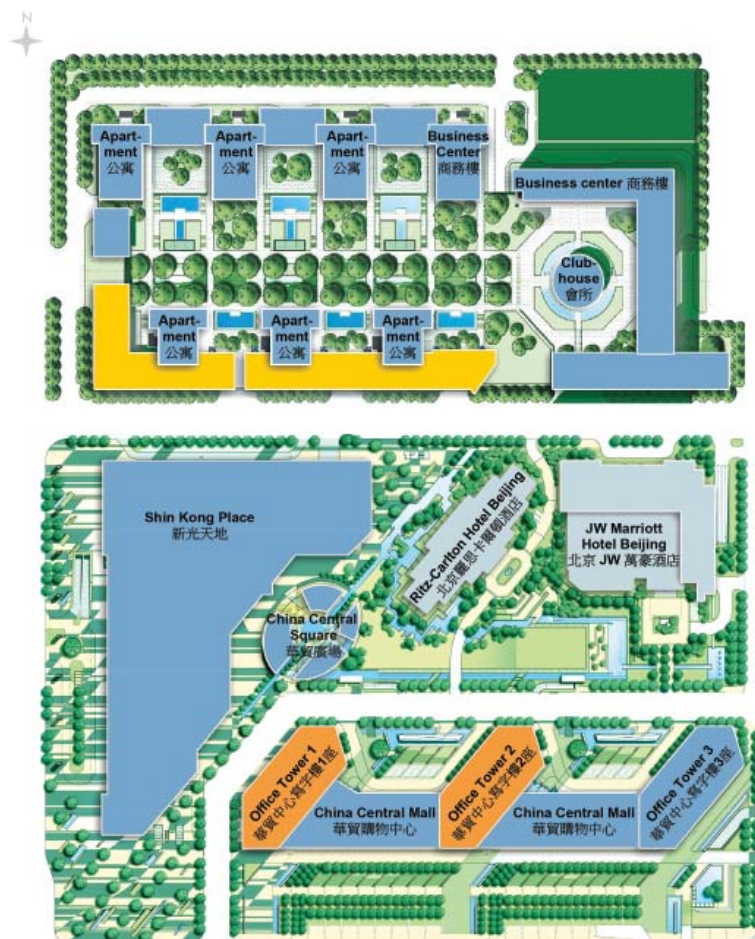 N
Apart-
ment
公寓
Apart-
ment
公寓
Apart-
ment
公寓
Business
Center
商務樓
Business center 商務樓
Club-
house
會所
Apart-
ment
公寓
Apart-
ment
公寓
Apart-
ment
公寓
Shin Kong Place
新光天地
Ritz-Carlton Hotel Beijing
北京麗思卡爾頓酒店
JW Marriott
Hotel Beijing
北京 JW 萬豪酒店
China Central
Square
華貿廣場
Office Tower 1
華貿中心寫字樓1座
China Central Mall
華貿購物中心
Office Tower 2
華貿中心寫字樓2座
China Central Mall
華貿購物中心
Office Tower 3
華貿中心寫字樓3座